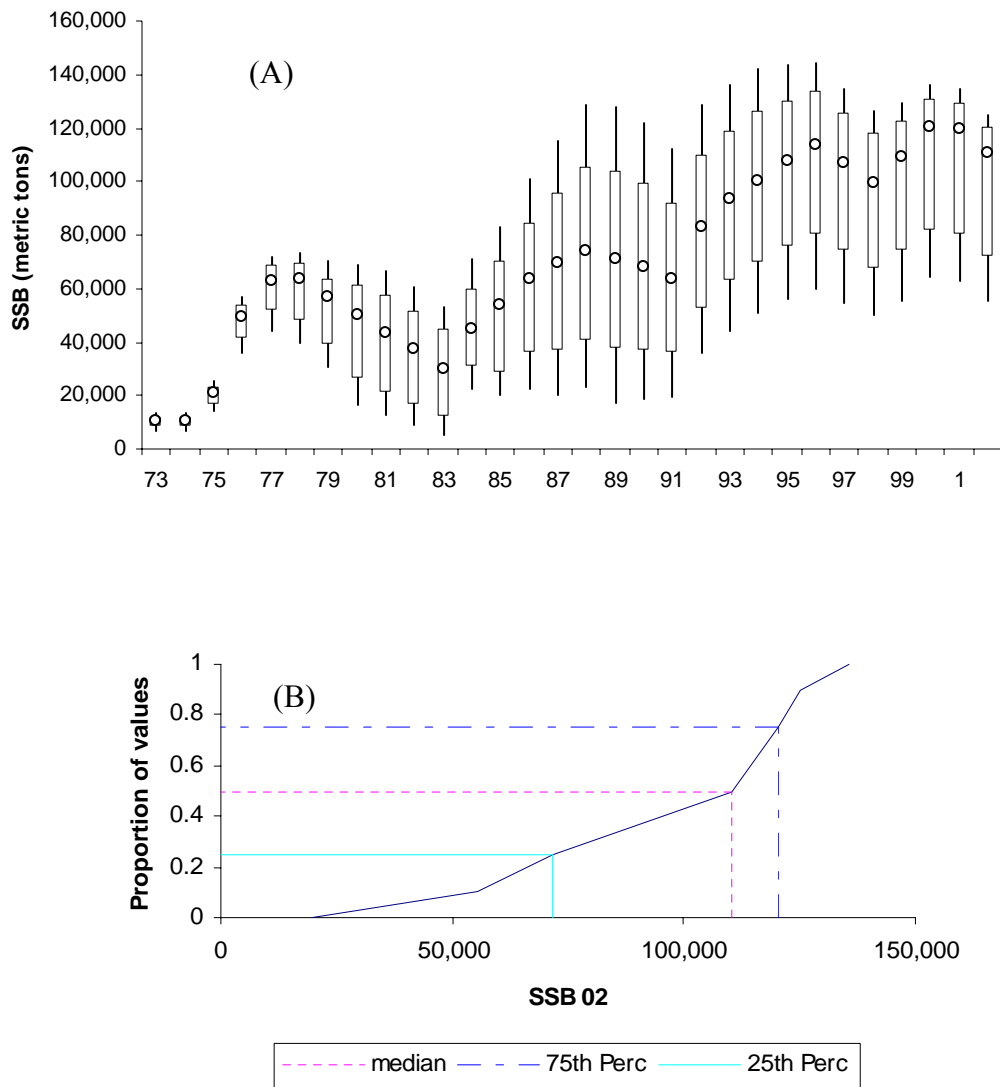 160,000
140,000
120,000
100,000
80,000
60,000
40,000
20,000
0
SSB (metric tons)
(A)
73 75 77 79 81 83 85 87 89 91 93 95 97 99 1
1
0.8
0.6
0.4
0.2
0
Proportion of values
(B)
0 50,000 100,000 150,000
SSB 02
median 75th Perc 25th Perc